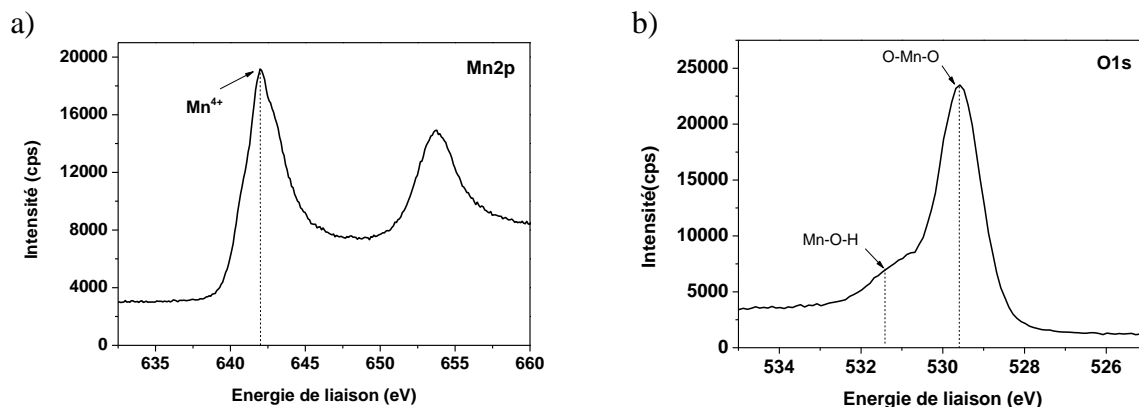 a)
Mn2p
Mn4+
20000
16000
12000
8000
4000
0
Intensité (cps)
635 640 645 650 655 660
Energie de liaison (eV)
b)
O1s
O-Mn-O
Mn-O-H
25000
20000
15000
10000
5000
0
Intensité(cps)
534 532 530 528 526
Energie de liaison (eV)